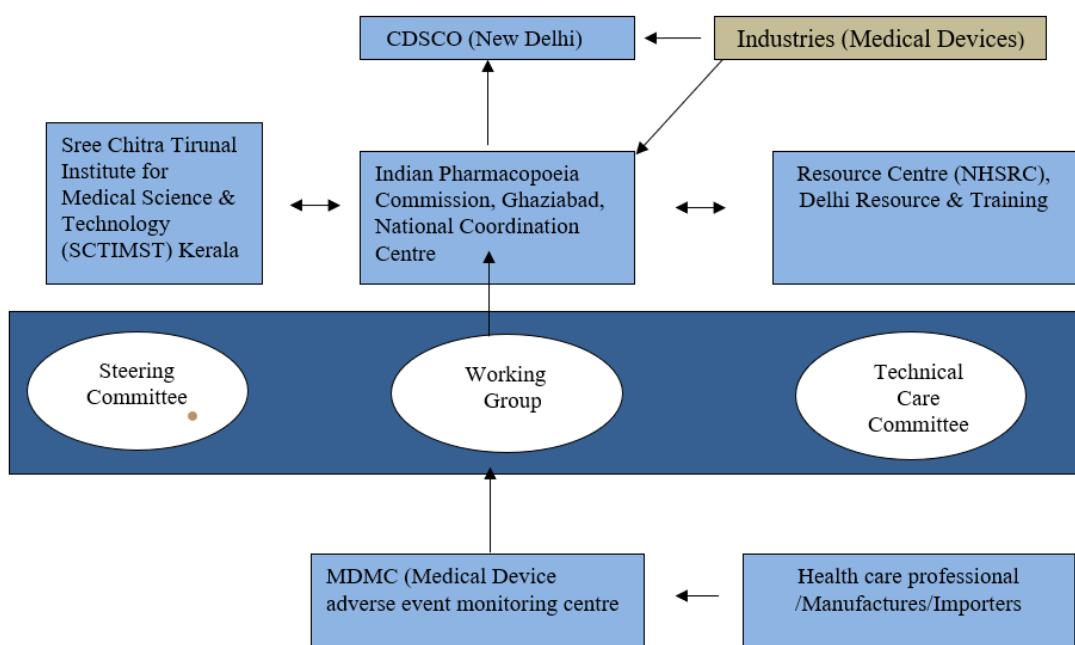 CDSCO (New Delhi)
Industries (Medical Devices)
Sree Chitra Tirunal
Institute for
Medical Science &
Technology
(SCTIMST) Kerala
Indian Pharmacopoeia
Commission, Ghaziabad,
National Coordination
Centre
Resource Centre (NHSRC),
Delhi Resource & Training
Steering
Committee
Working
Group
Technical
Care
Committee
MDMC (Medical Device
adverse event monitoring centre
Health care professional
/Manufactures/Importers